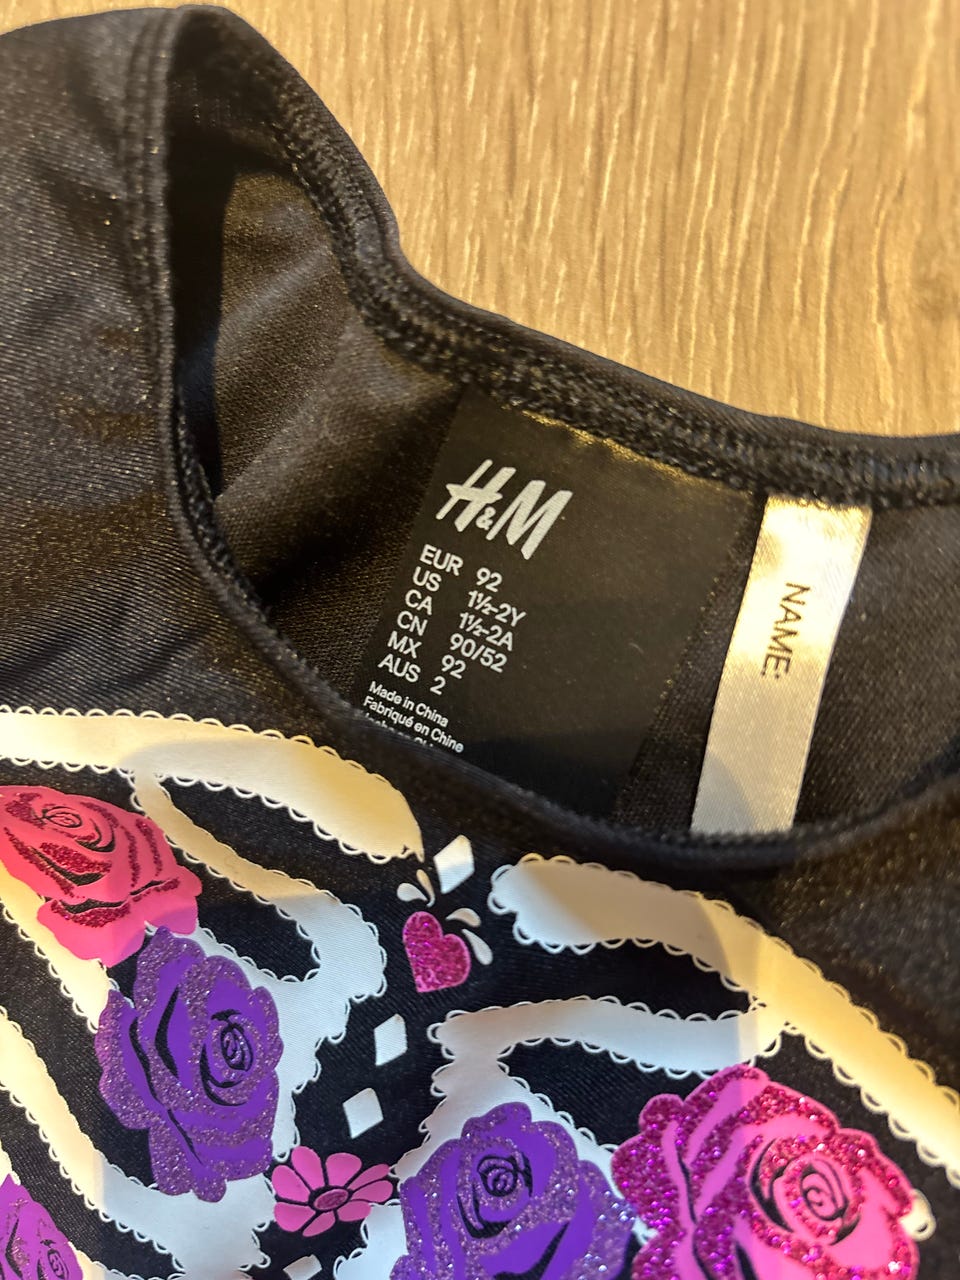 H&M
EUR 92
US 1½-2Y
CA 1½-2A
CN 90/52
MX 92
AUS 2
Made in China
Fabriqué en Chine
NAME: